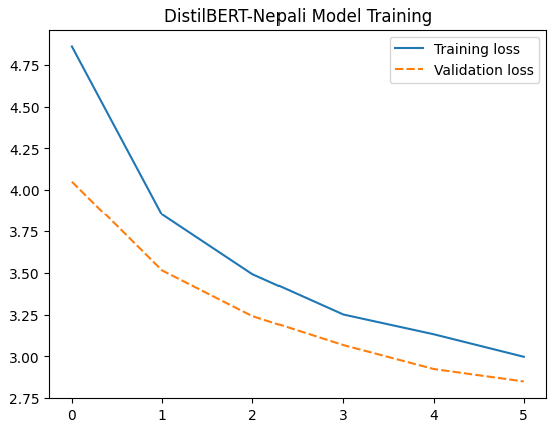 DistilBERT-Nepali Model Training
Training loss
Validation loss
4.75
4.50
4.25
4.00
3.75
3.50
3.25
3.00
2.75
0 1 2 3 4 5